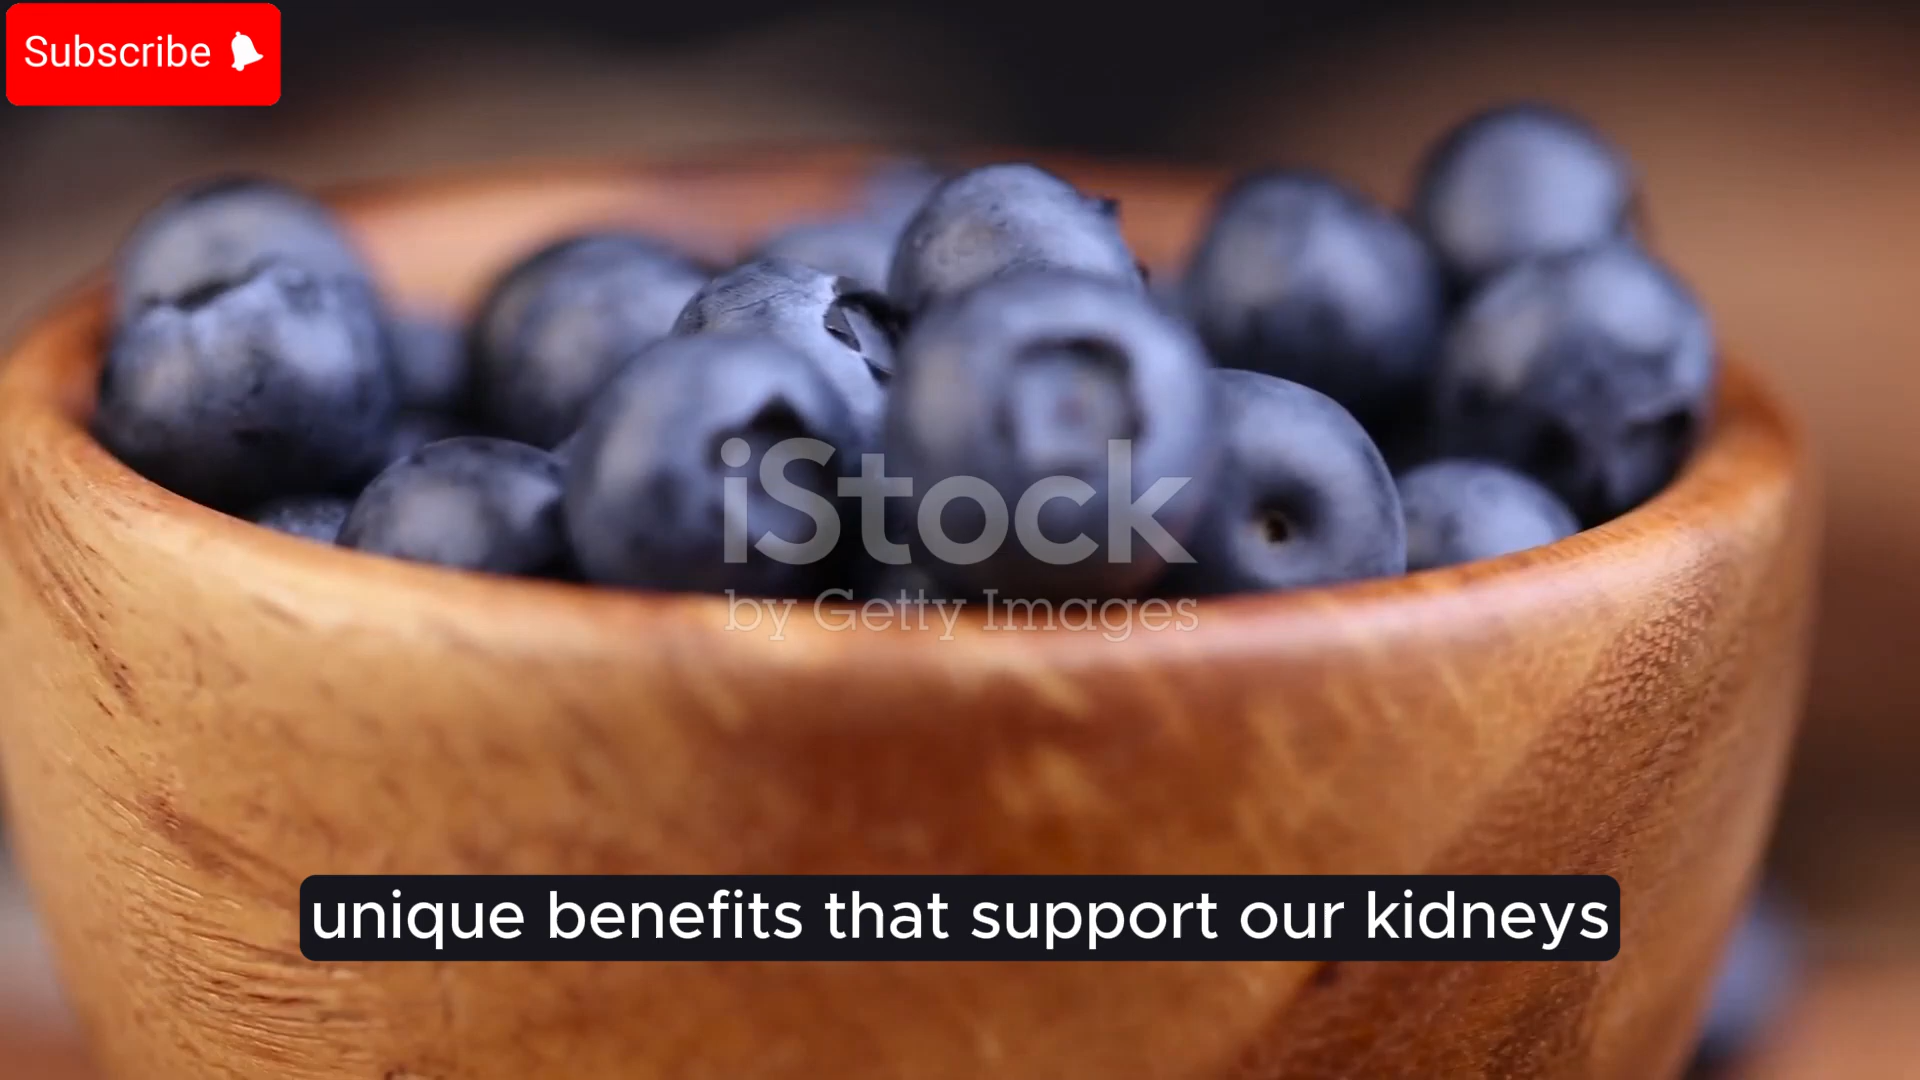 Subscribe
iStock
by Getty Images
unique benefits that support our kidneys